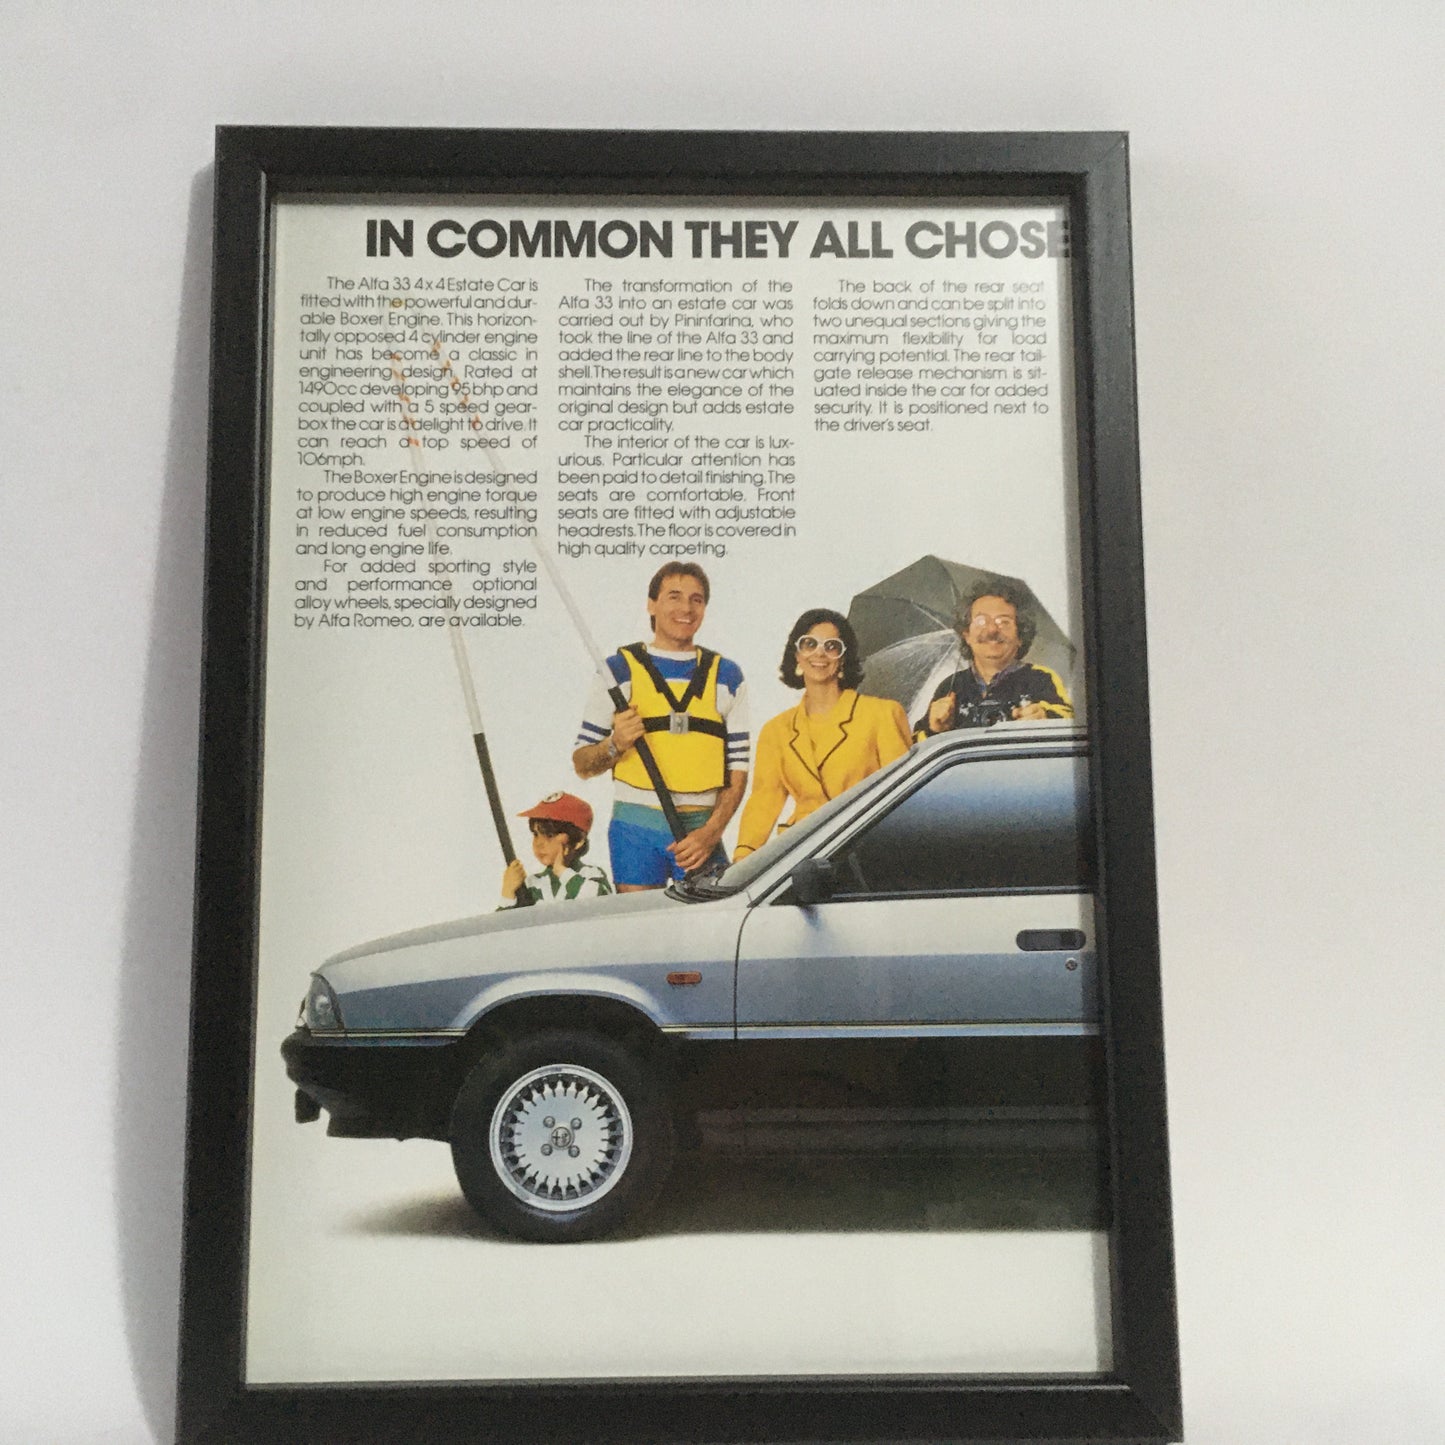 IN COMMON THEY ALL CHOSE
The Alfa 33 4x4 Estate Car is
fitted with the powerful and dur-
able Boxer Engine. This horizon-
tally opposed 4 cylinder engine
unit has become a classic in
engineering design. Rated at
1490cc developing 95 bhp and
coupled with a 5 speed gear-
box the car is a delight to drive. It
can reach a top speed of
106mph.
The Boxer Engine is designed
to produce high engine torque
at low engine speeds, resulting
in reduced fuel consumption
and long engine life.
For added sporting style
and performance optional
alloy wheels, specially designed
by Alfa Romeo, are available.
The transformation of the
Alfa 33 into an estate car was
carried out by Pininfarina, who
took the line of the Alfa 33 and
added the rear line to the body
shell. The result is a new car which
maintains the elegance of the
original design but adds estate
car practicality.
The interior of the car is lux-
urious. Particular attention has
been paid to detail finishing. The
seats are comfortable. Front
seats are fitted with adjustable
headrests. The floor is covered in
high quality carpeting.
The back of the rear seat
folds down and can be split into
two unequal sections giving the
maximum flexibility for load
carrying potential. The rear tail-
gate release mechanism is sit-
uated inside the car for added
security. It is positioned next to
the driver's seat.